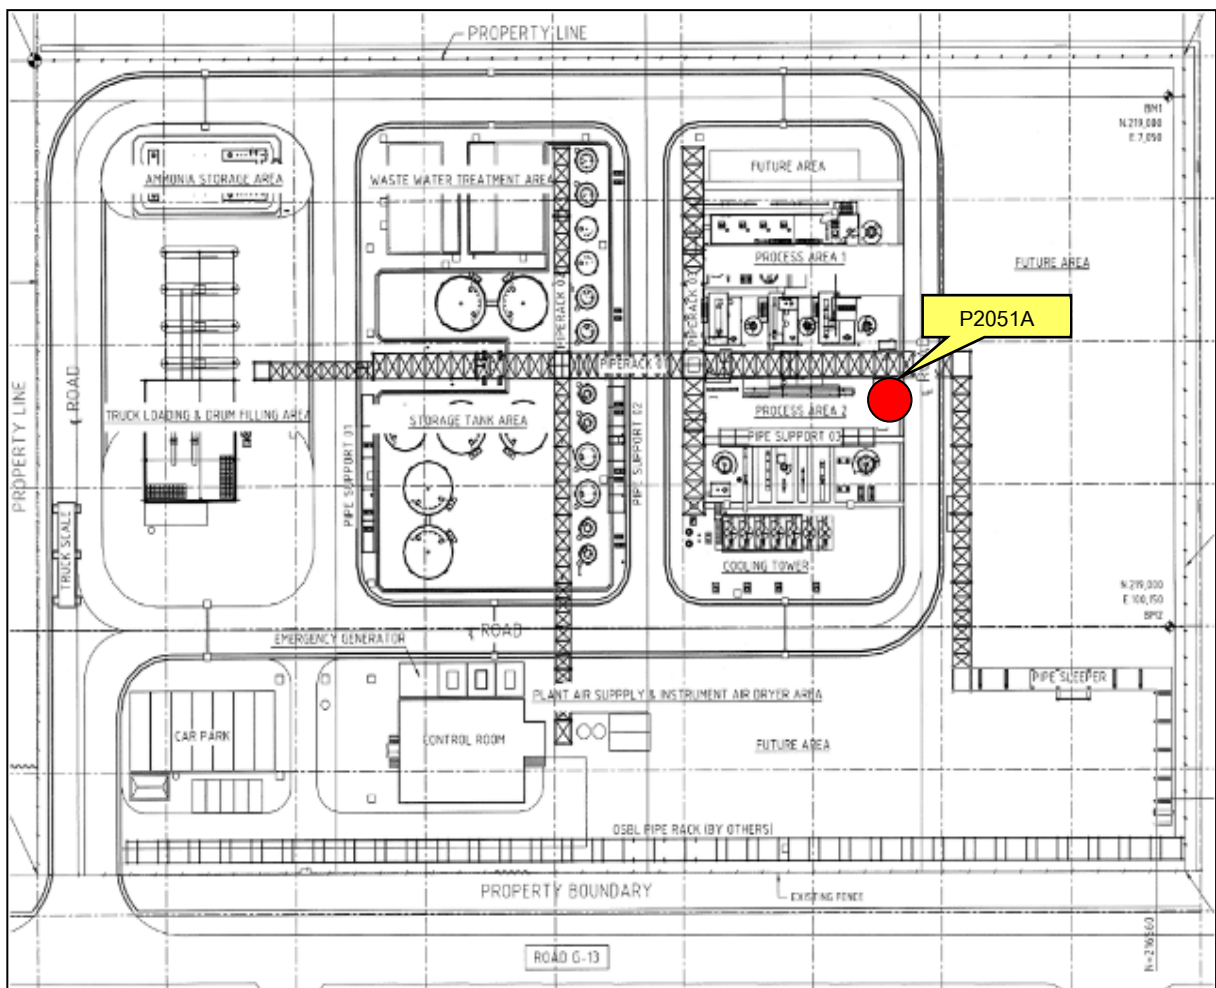 PROPERTY LINE
BM1
N.219,080
E.7,050
FUTURE AREA
AMMONIA STORAGE AREA
WASTE WATER TREATMENT AREA
PROCESS AREA 1
FUTURE AREA
PIPERACK 02
PIPERACK 03
P2051A
PIPERACK 01
PROPERTY LINE
ROAD
TRUCK LOADING & DRUM FILLING AREA
STORAGE TANK AREA
PROCESS AREA 2
PIPE SUPPORT 03
PIPE SUPPORT 01
PIPE SUPPORT 02
TRUCK SCALE
COOLING TOWER
N.219,000
E.100,150
BM2
EMERGENCY GENERATOR
ROAD
PLANT AIR SUPPPLY & INSTRUMENT AIR DRYER AREA
PIPE SLEEPER
CAR PARK
CONTROL ROOM
FUTURE AREA
OSBL PIPE RACK (BY OTHERS)
PROPERTY BOUNDARY
EXISTING FENCE
ROAD G-13